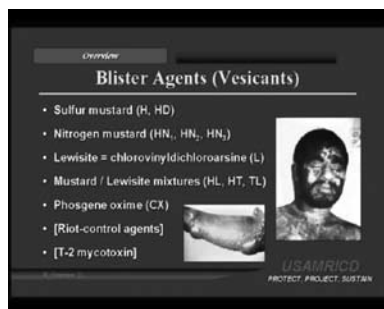 Overview
Blister Agents (Vesicants)
• Sulfur mustard (H, HD)
• Nitrogen mustard (HN₁, HN₂, HN₃)
• Lewisite = chlorovinyldichloroarsine (L)
• Mustard / Lewisite mixtures (HL, HT, TL)
• Phosgene oxime (CX)
• [Riot-control agents]
• [T-2 mycotoxin]
USAMRICD
PROTECT, PROJECT, SUSTAIN